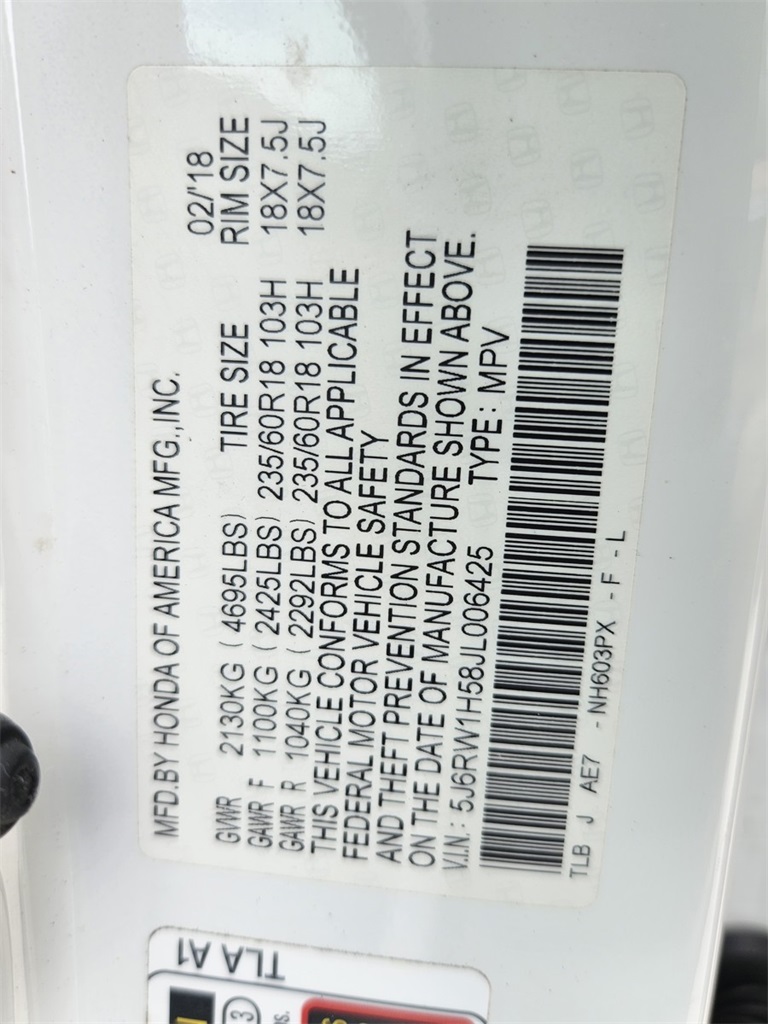 MFD.BY HONDA OF AMERICA MFG.,INC. 02/'18
GVWR 2130KG ( 4695LBS) TIRE SIZE RIM SIZE
GAWR F 1100KG ( 2425LBS) 235/60R18 103H 18X7.5J
GAWR R 1040KG ( 2292LBS) 235/60R18 103H 18X7.5J
THIS VEHICLE CONFORMS TO ALL APPLICABLE
FEDERAL MOTOR VEHICLE SAFETY
AND THEFT PREVENTION STANDARDS IN EFFECT
ON THE DATE OF MANUFACTURE SHOWN ABOVE.
V.I.N.: 5J6RW1H58JL006425 TYPE: MPV
TLB J AE7 - NH603PX - F - L
TLA A1
3